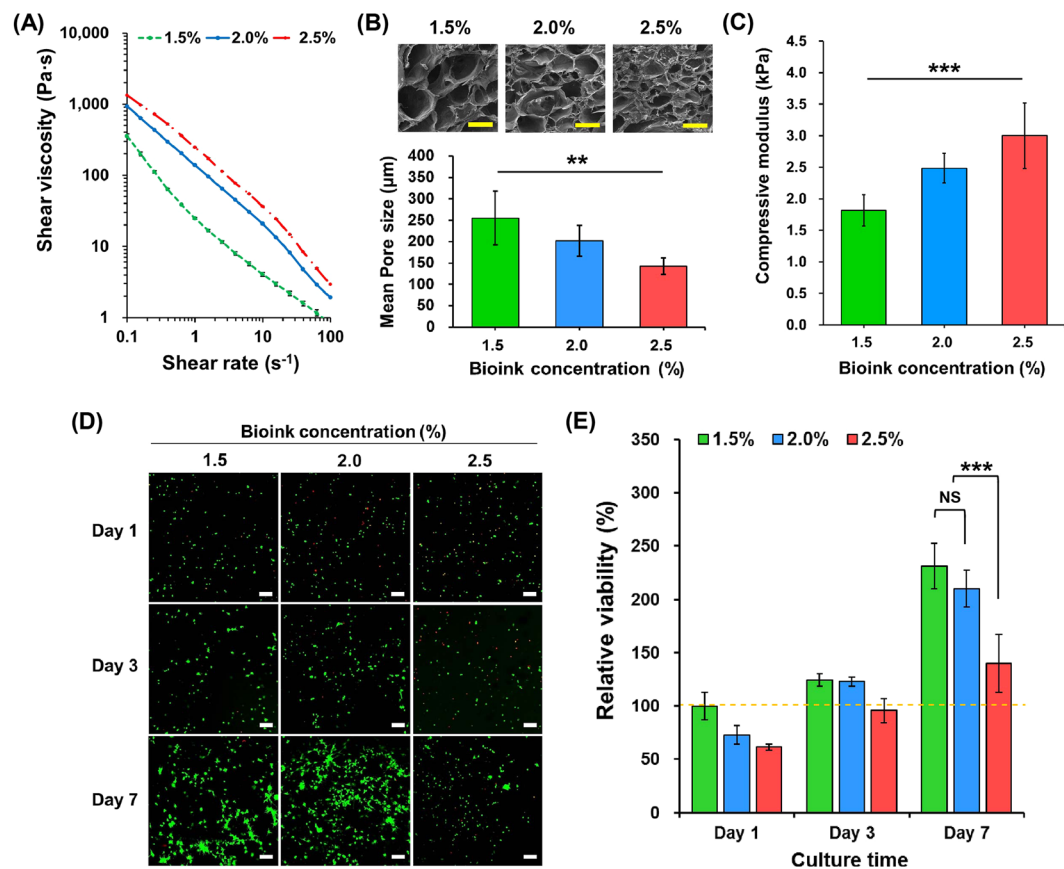 (A)
10,000
1,000
100
10
1
0.1
1
10
100
Shear viscosity (Pa·s)
Shear rate (s⁻¹)
1.5% 2.0% 2.5%
(B)
1.5% 2.0% 2.5%
400
350
300
250
200
150
100
50
0
Mean Pore size (μm)
**
1.5 2.0 2.5
Bioink concentration (%)
(C)
4.5
4.0
3.5
3.0
2.5
2.0
1.5
1.0
0.5
0.0
Compressive modulus (kPa)
***
1.5 2.0 2.5
Bioink concentration (%)
(D)
Bioink concentration (%)
1.5 2.0 2.5
Day 1
Day 3
Day 7
(E)
1.5% 2.0% 2.5%
350
300
250
200
150
100
50
0
Relative viability (%)
NS
***
Day 1 Day 3 Day 7
Culture time